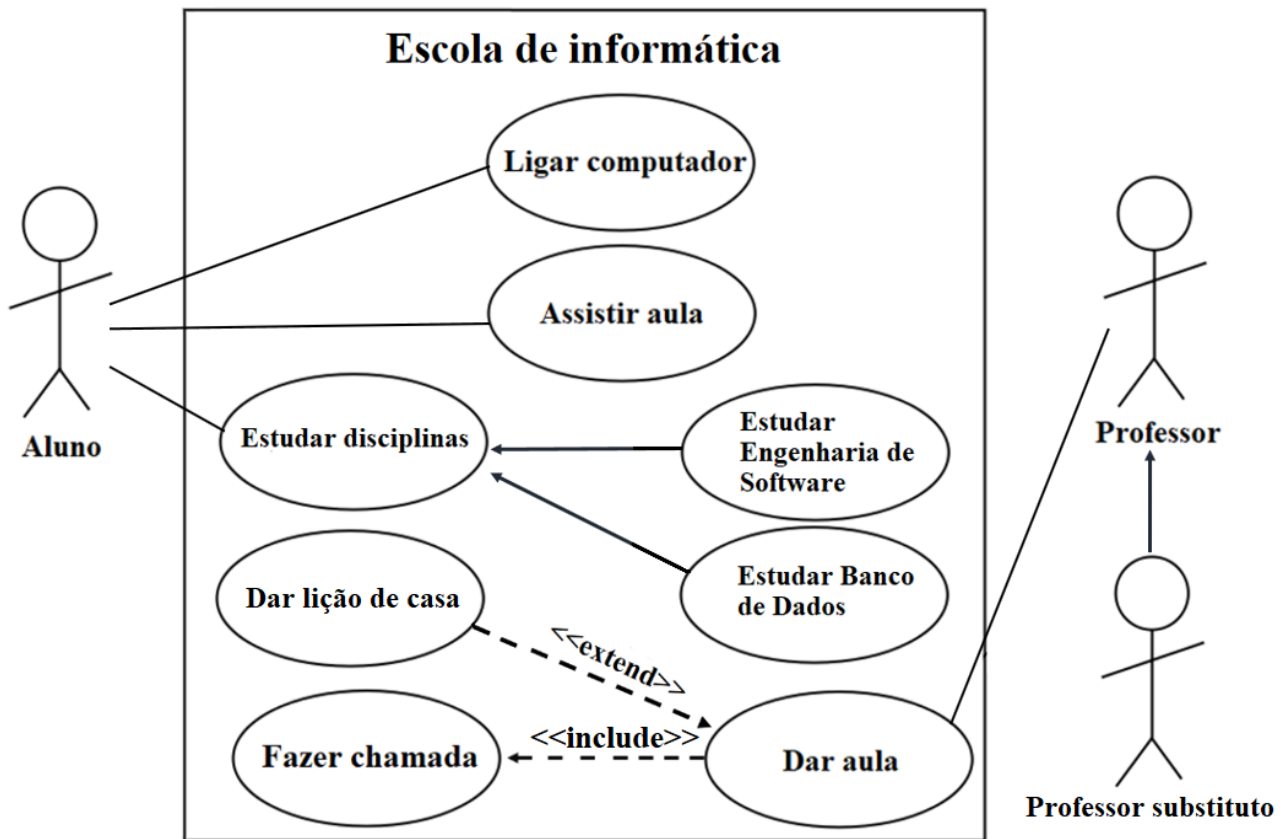 Escola de informática
Ligar computador
Assistir aula
Aluno
Estudar disciplinas
Estudar
Engenharia de
Software
Professor
Dar lição de casa
Estudar Banco
de Dados
<<extend>>
<<include>>
Fazer chamada
Dar aula
Professor substituto